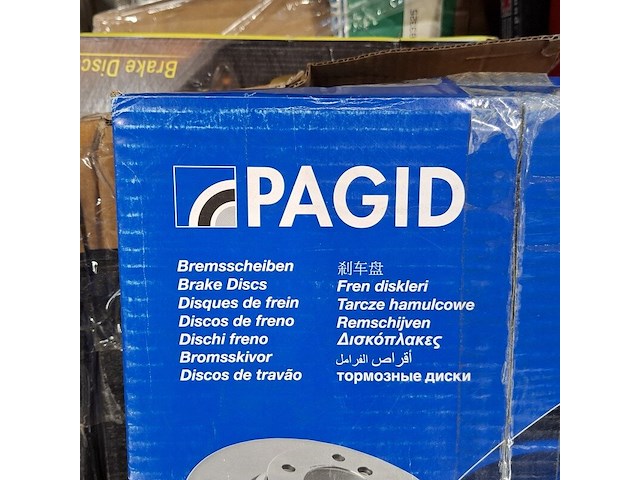 Brake Disc
PAGID
Bremsscheiben
Brake Discs
Disques de frein
Discos de freno
Dischi freno
Bromsskivor
Discos de travão
刹车盘
Fren diskleri
Tarcze hamulcowe
Remschijven
Δισκόπλακες
أقراص الفرامل
тормозные диски